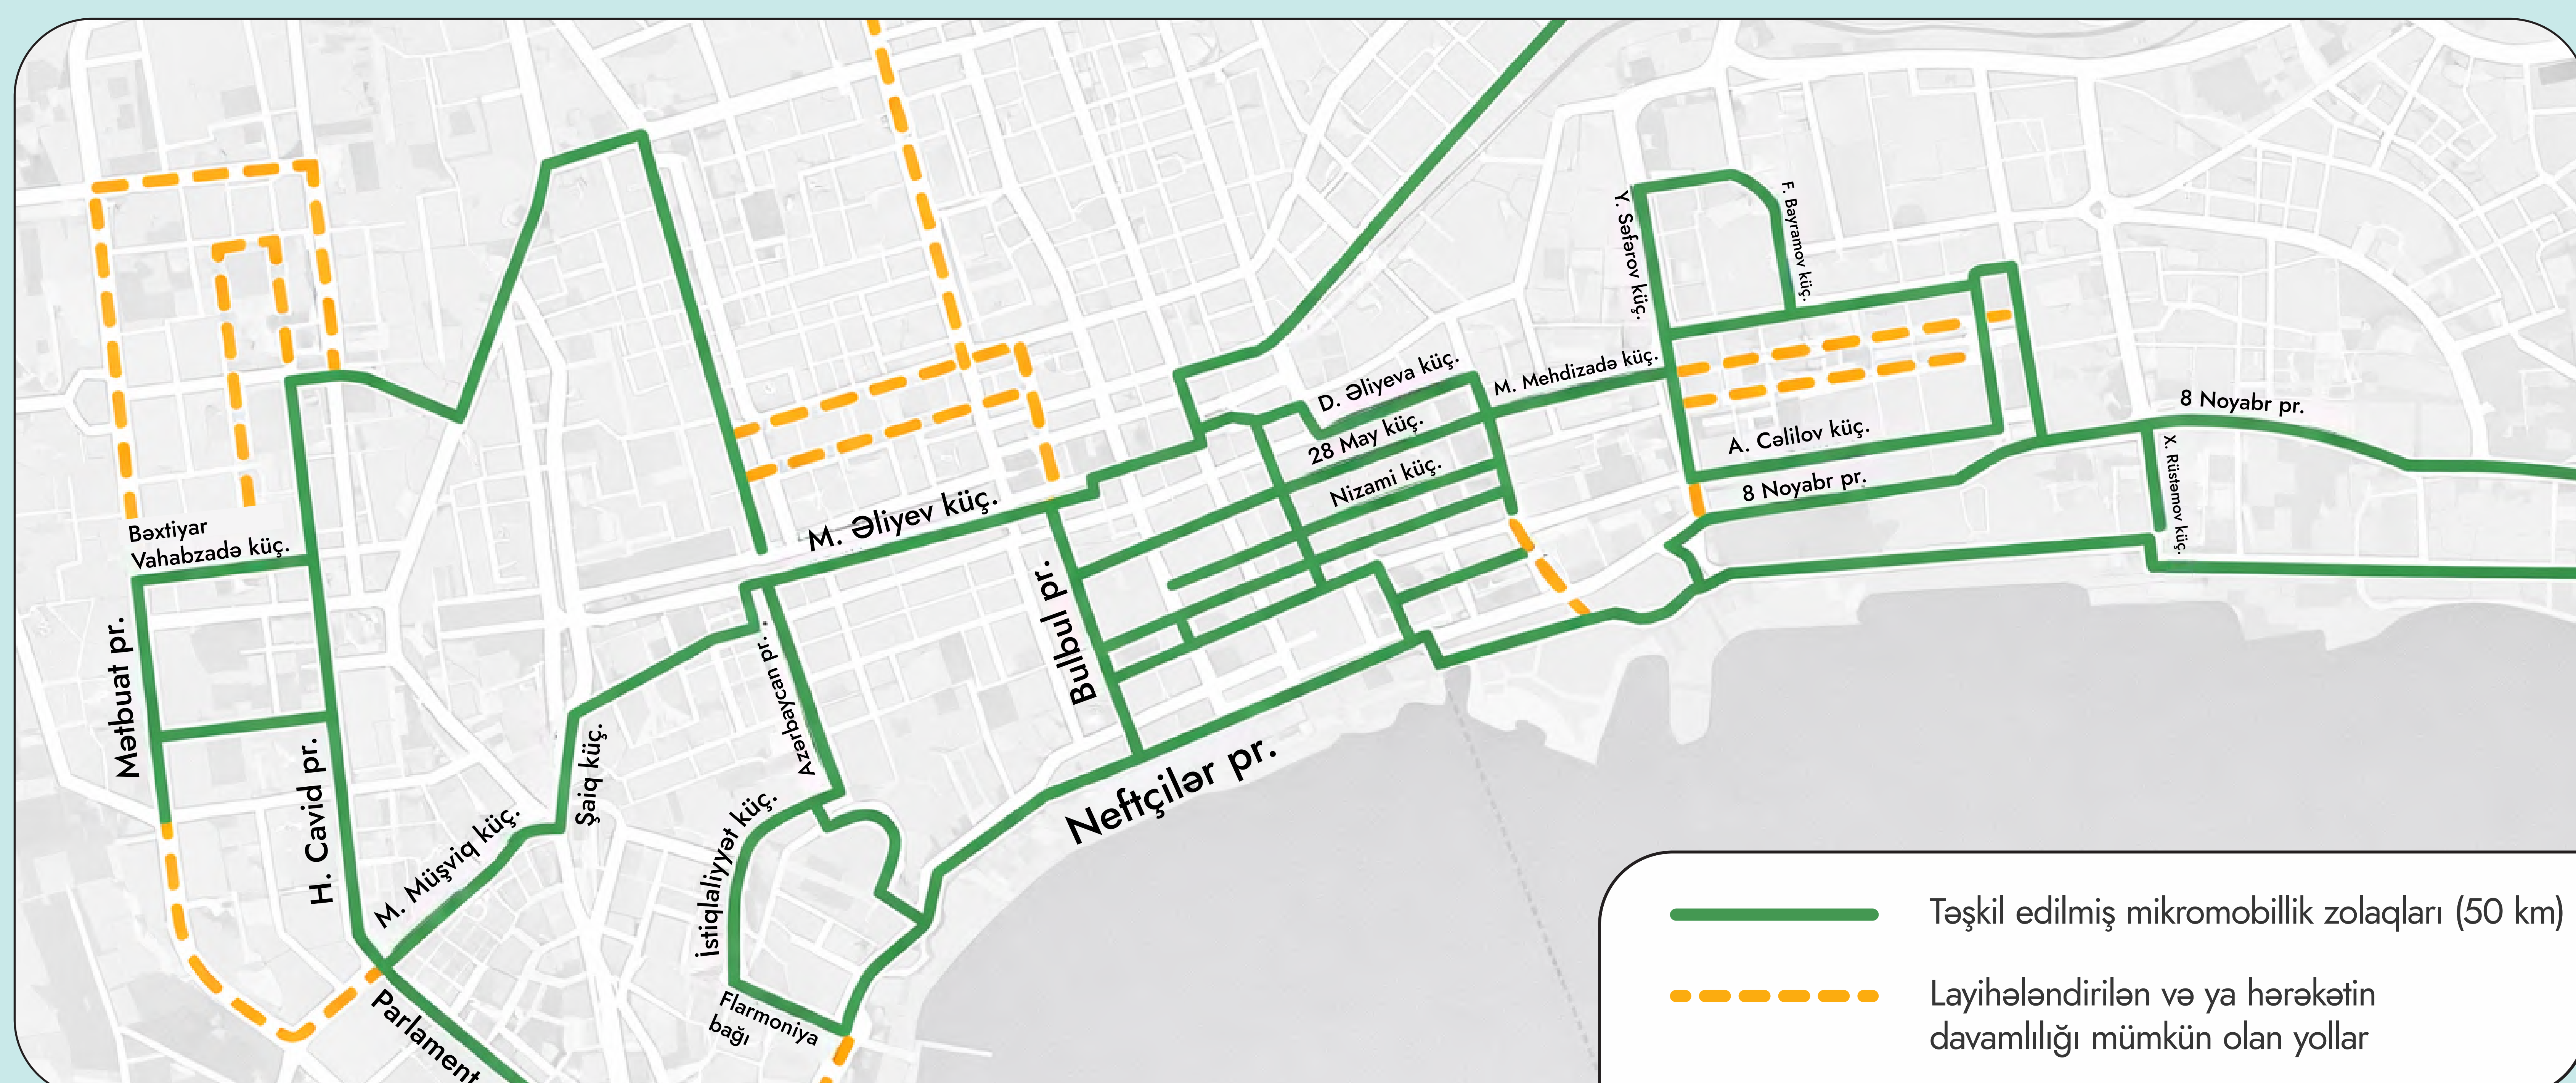 Y. Səfərov küç.
F. Bayramov küç.
D. Əliyeva küç.
M. Mehdizadə küç.
28 May küç.
Nizami küç.
A. Cəlilov küç.
8 Noyabr pr.
8 Noyabr pr.
X. Rüstəmov küç.
M. Əliyev küç.
Bəxtiyar
Vahabzadə küç.
Mətbuat pr.
H. Cavid pr.
M. Müşviq küç.
Şaiq küç.
Azərbaycan pr.
Bulbul pr.
Neftçilər pr.
İstiqlaliyyət küç.
Flarmoniya
bağı
Parlament
Təşkil edilmiş mikromobillik zolaqları (50 km)
Layihələndirilən və ya hərəkətin
davamlılığı mümkün olan yollar